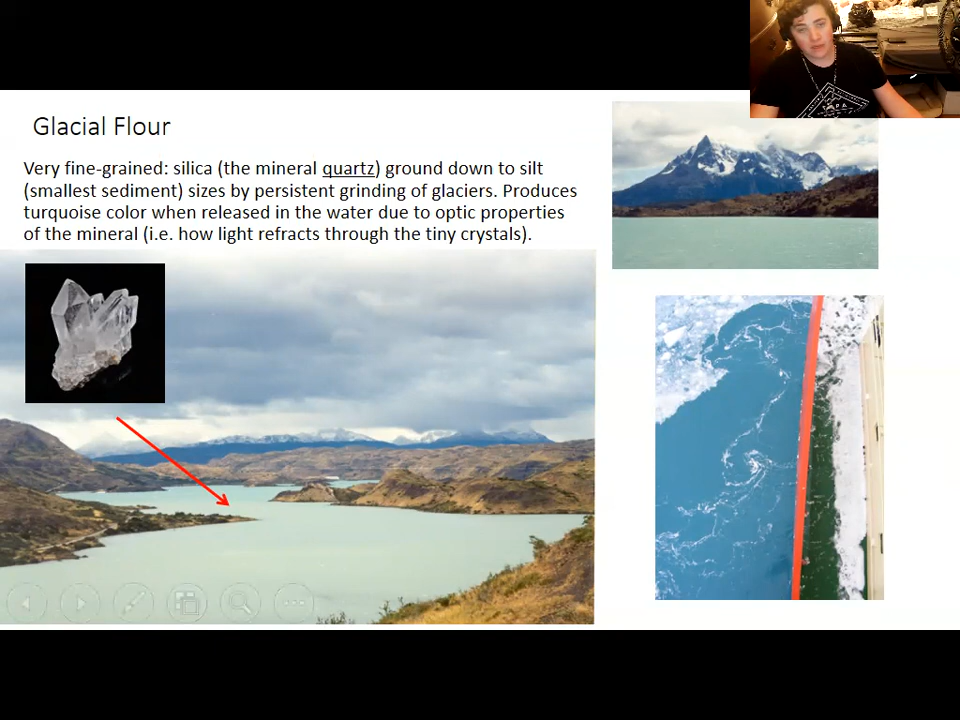 Glacial Flour
Very fine-grained: silica (the mineral quartz) ground down to silt
(smallest sediment) sizes by persistent grinding of glaciers. Produces
turquoise color when released in the water due to optic properties
of the mineral (i.e. how light refracts through the tiny crystals).